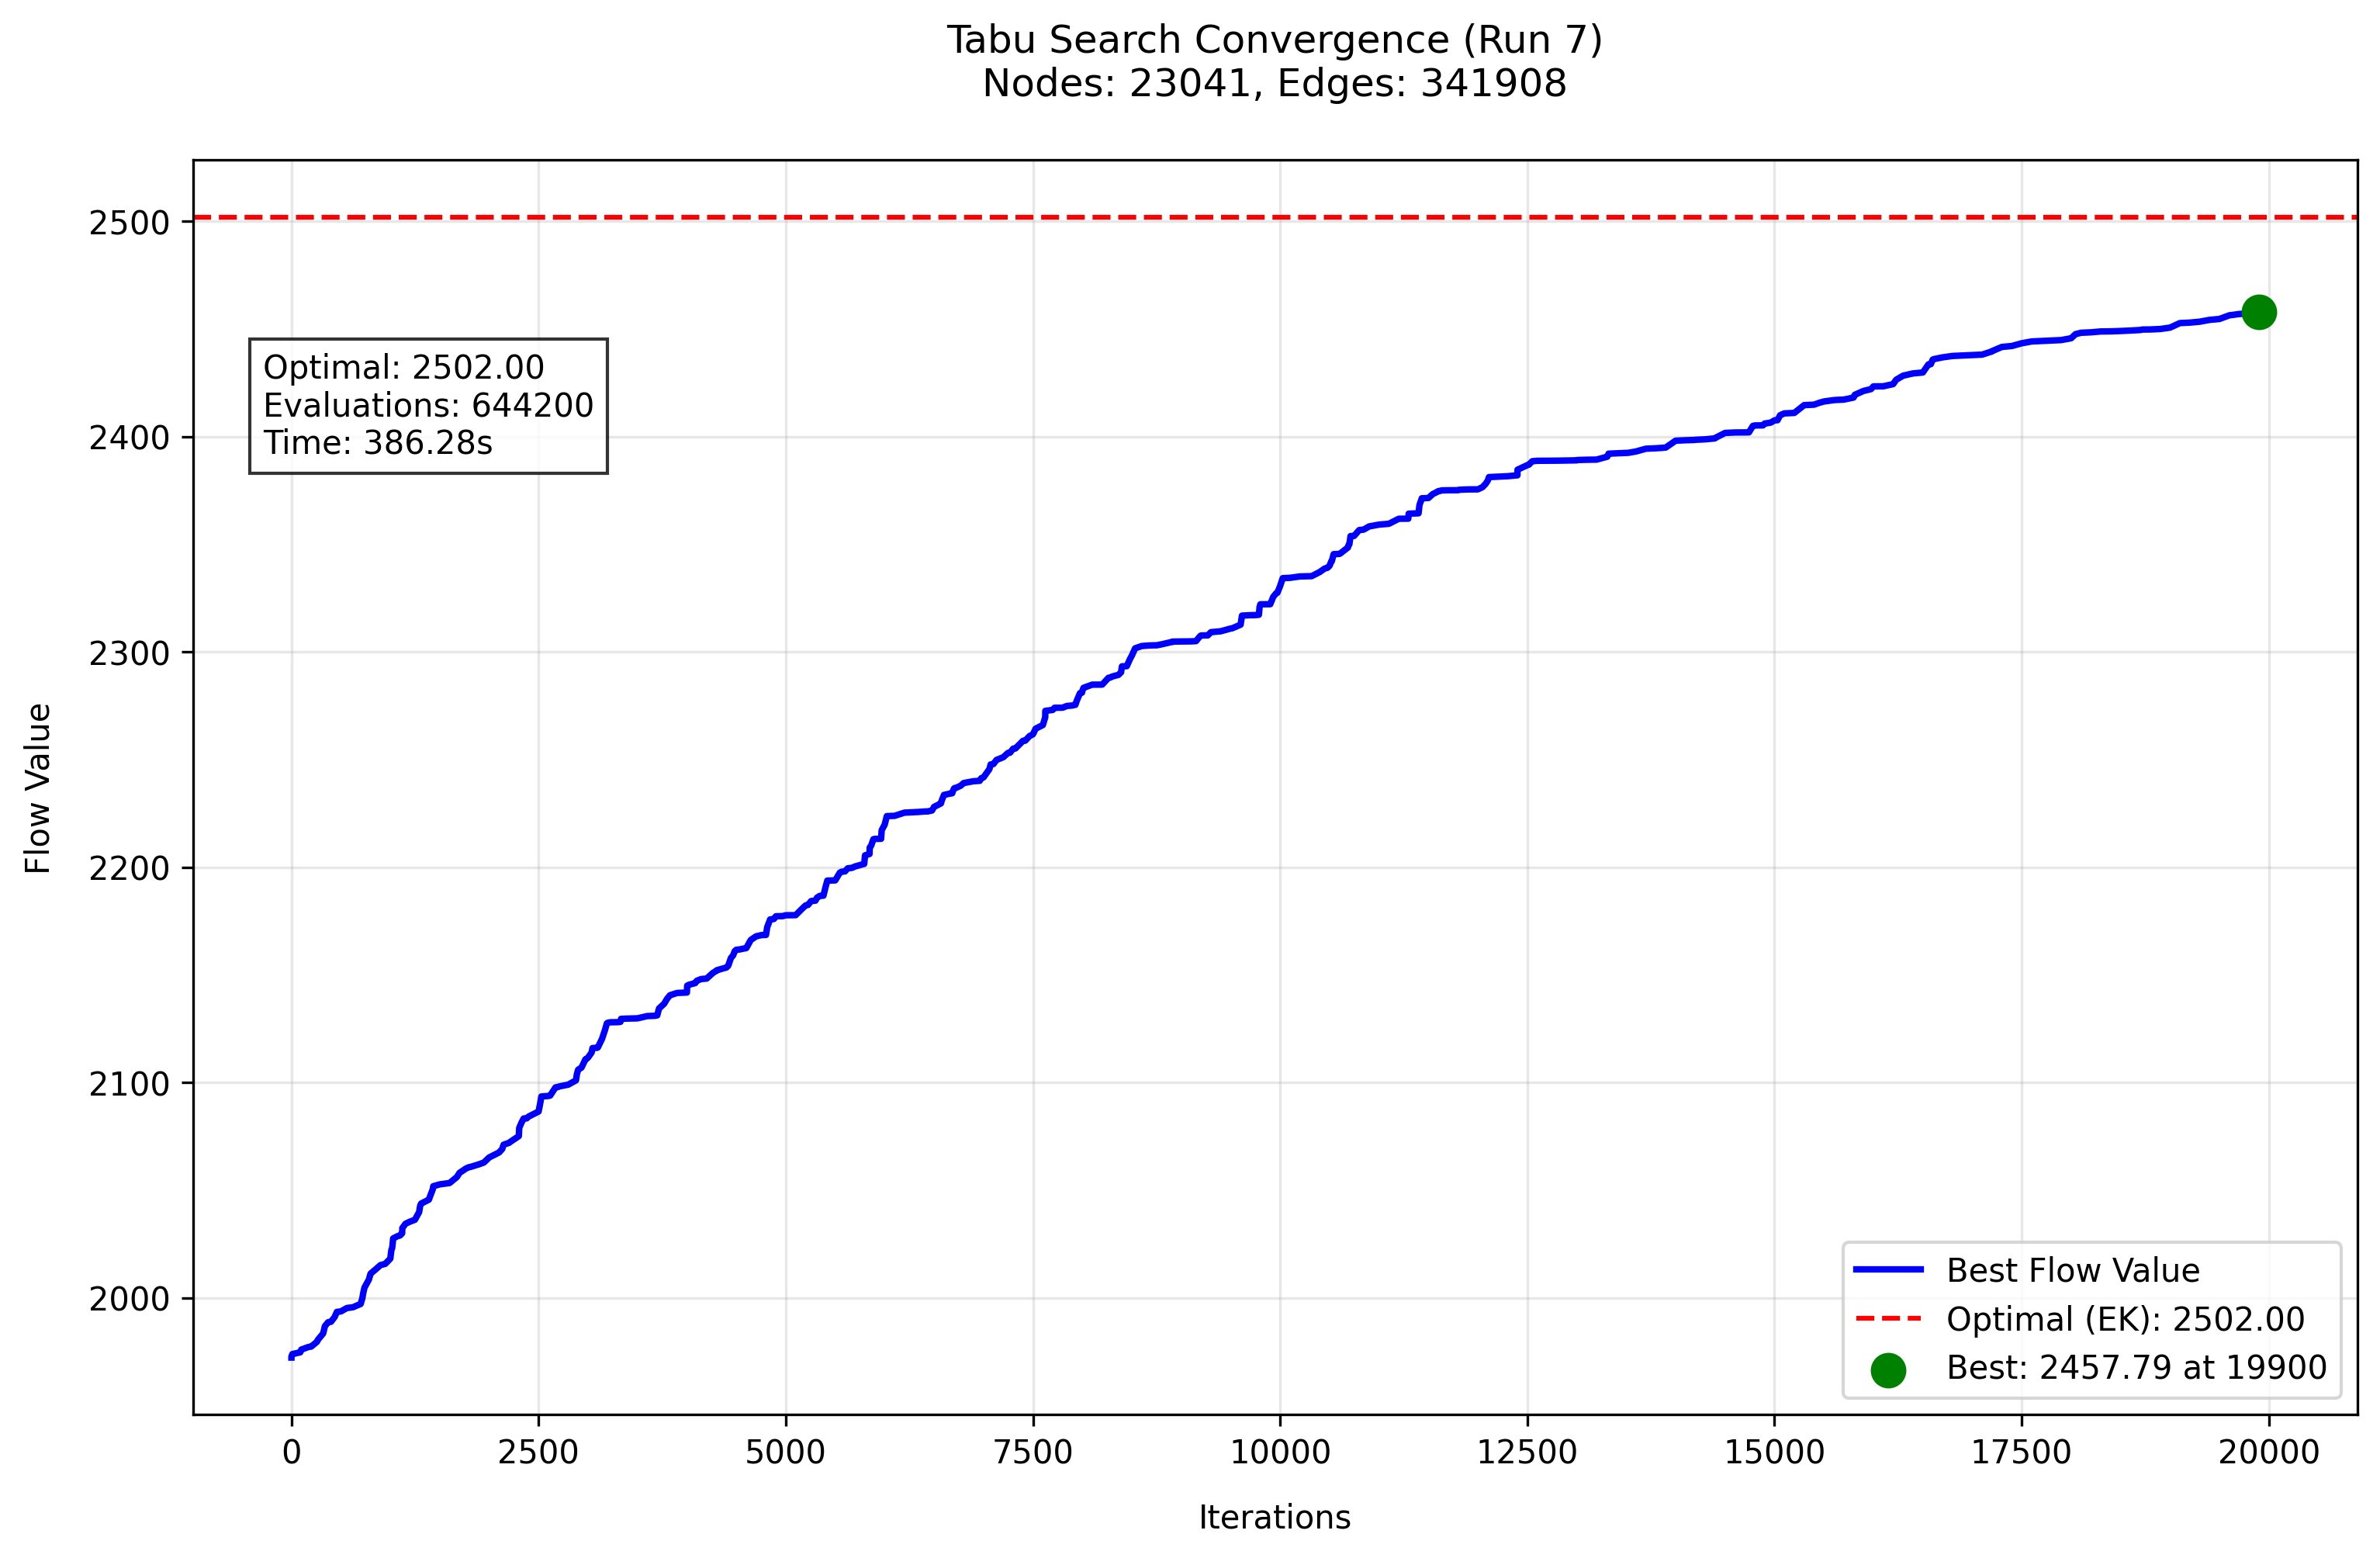 Tabu Search Convergence (Run 7)
Nodes: 23041, Edges: 341908
Flow Value
2500
2400
2300
2200
2100
2000
Optimal: 2502.00
Evaluations: 644200
Time: 386.28s
Best Flow Value
Optimal (EK): 2502.00
Best: 2457.79 at 19900
0 2500 5000 7500 10000 12500 15000 17500 20000
Iterations